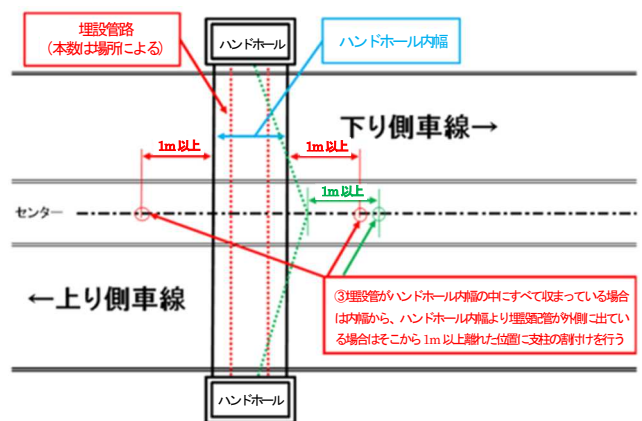 埋設管路
(本数は場所による)
ハンドホール
ハンドホール内幅
下り側車線→
1m以上
1m以上
1m以上
センター
←上り側車線
③埋設管がハンドホール内幅の中にすべて収まっている場合
は内幅から、ハンドホール内幅より埋設配管が外側に出てい
る場合はそこから1m以上離れた位置に支柱の割付けを行う
ハンドホール